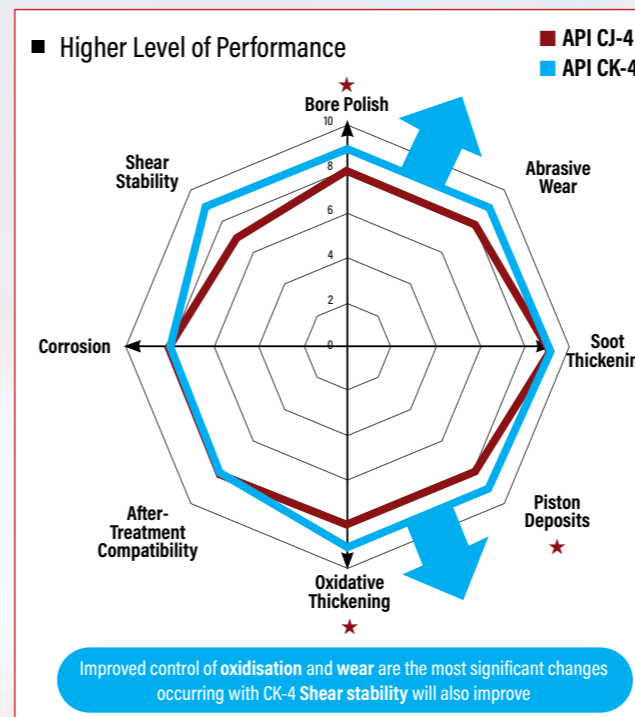 ■ Higher Level of Performance
API CJ-4
API CK-4
Bore Polish
Abrasive
Wear
Soot
Thickenin
Piston
Deposits
Oxidative
Thickening
After-
Treatment
Compatibility
Corrosion
Shear
Stability
10
8
6
4
2
0
Improved control of oxidisation and wear are the most significant changes
occurring with CK-4 Shear stability will also improve